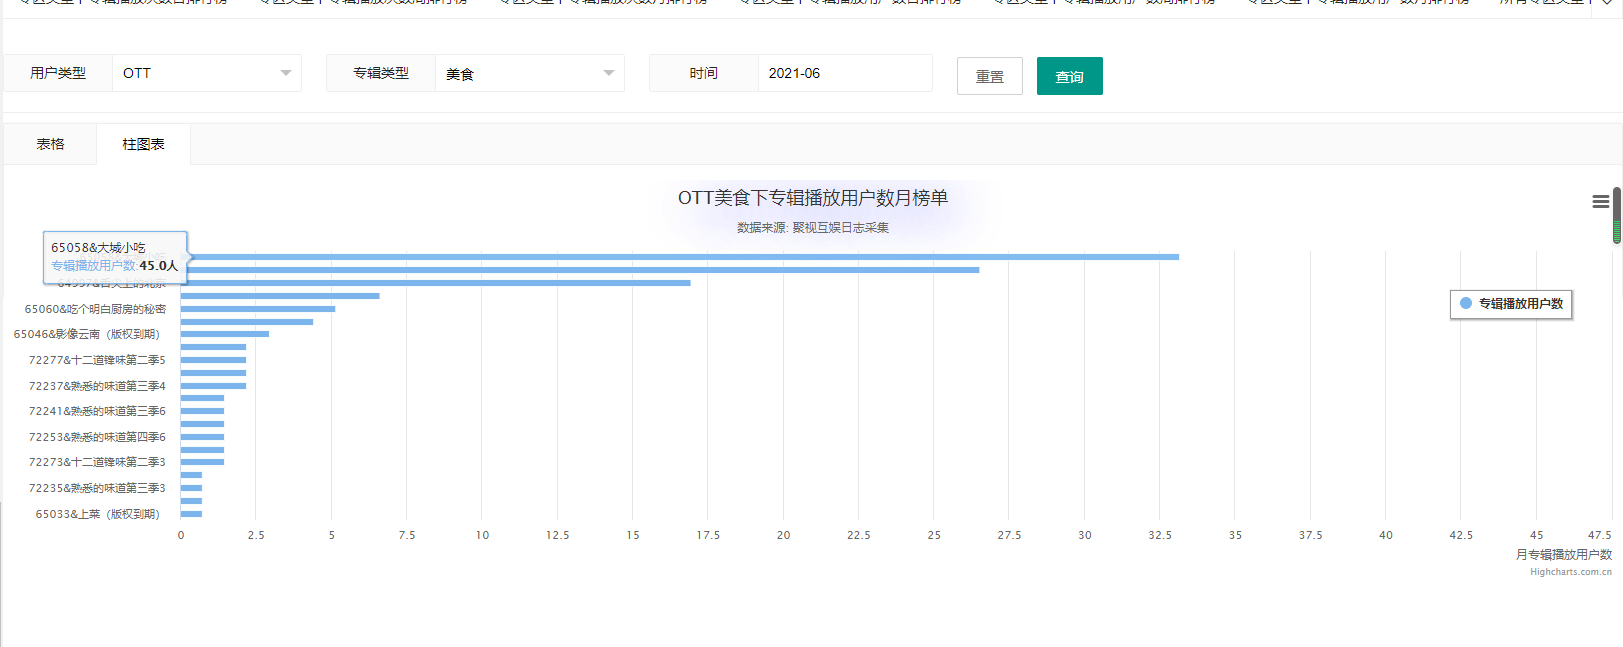 用户类型 OTT 专辑类型 美食 时间 2021-06 重置 查询
表格 柱图表
OTT美食下专辑播放用户数月榜单
数据来源: 聚视互娱日志采集
65058&大城小吃
专辑播放用户数:45.0人
65060&吃个明白厨房的秘密
65046&影像云南（版权到期）
72277&十二道锋味第二季5
72237&熟悉的味道第三季4
72241&熟悉的味道第三季6
72253&熟悉的味道第四季6
72273&十二道锋味第二季3
72235&熟悉的味道第三季3
65033&上菜（版权到期）
专辑播放用户数
0 2.5 5 7.5 10 12.5 15 17.5 20 22.5 25 27.5 30 32.5 35 37.5 40 42.5 45 47.5
月专辑播放用户数
Highcharts.com.cn